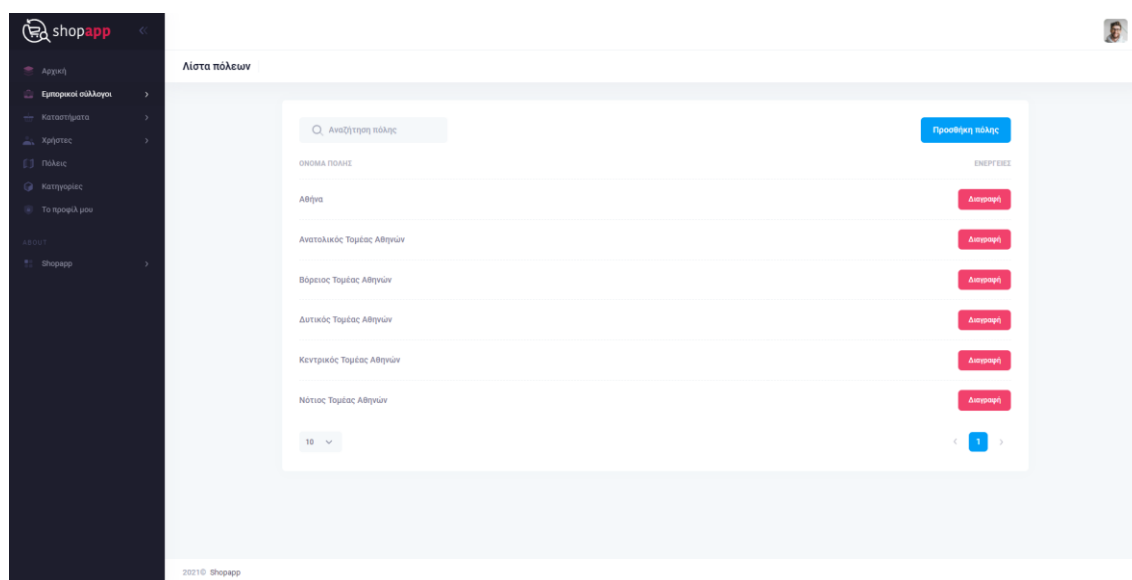 shopapp
Αρχική
Εμπορικοί σύλλογοι
Καταστήματα
Χρήστες
Πόλεις
Κατηγορίες
Το προφίλ μου
ABOUT
Shopapp
Λίστα πόλεων
Αναζήτηση πόλης
Προσθήκη πόλης
ΟΝΟΜΑ ΠΟΛΗΣ ΕΝΕΡΓΕΙΕΣ
Αθήνα Διαγραφή
Ανατολικός Τομέας Αθηνών Διαγραφή
Βόρειος Τομέας Αθηνών Διαγραφή
Δυτικός Τομέας Αθηνών Διαγραφή
Κεντρικός Τομέας Αθηνών Διαγραφή
Νότιος Τομέας Αθηνών Διαγραφή
10 1
2021© Shopapp